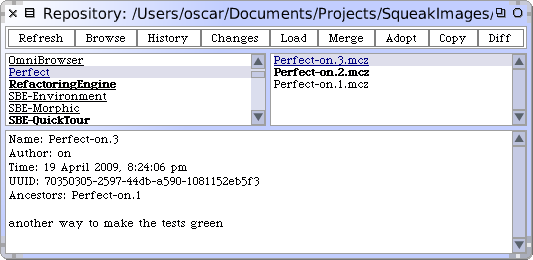 Repository: /Users/oscar/Documents/Projects/SqueakImages/
Refresh Browse History Changes Load Merge Adopt Copy Diff
OmniBrowser
Perfect
RefactoringEngine
SBE-Environment
SBE-Morphic
SBE-QuickTour
Perfect-on.3.mcz
Perfect-on.2.mcz
Perfect-on.1.mcz
Name: Perfect-on.3
Author: on
Time: 19 April 2009, 8:24:06 pm
UUID: 70350305-2597-44db-a590-1081152eb5f3
Ancestors: Perfect-on.1
another way to make the tests green